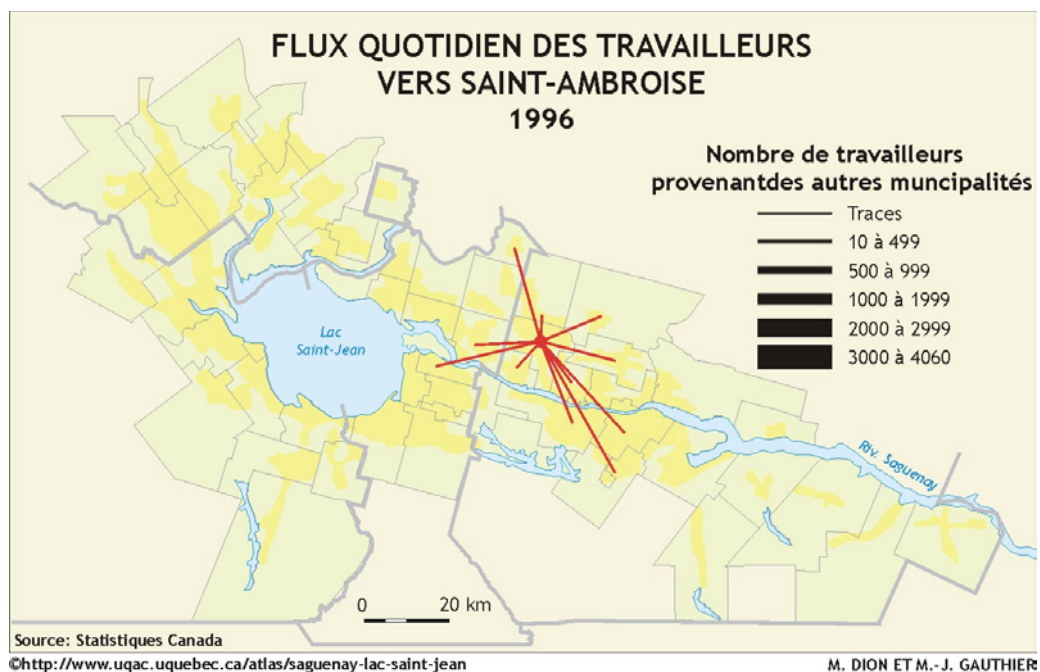 FLUX QUOTIDIEN DES TRAVAILLEURS
VERS SAINT-AMBROISE
1996
Nombre de travailleurs
provenantdes autres muncipalités
Traces
10 à 499
500 à 999
1000 à 1999
2000 à 2999
3000 à 4060
Lac
Saint-Jean
Riv. Saguenay
0 20 km
Source: Statistiques Canada
©http://www.uqac.uquebec.ca/atlas/saguenay-lac-saint-jean
M. DION ET M.-J. GAUTHIER